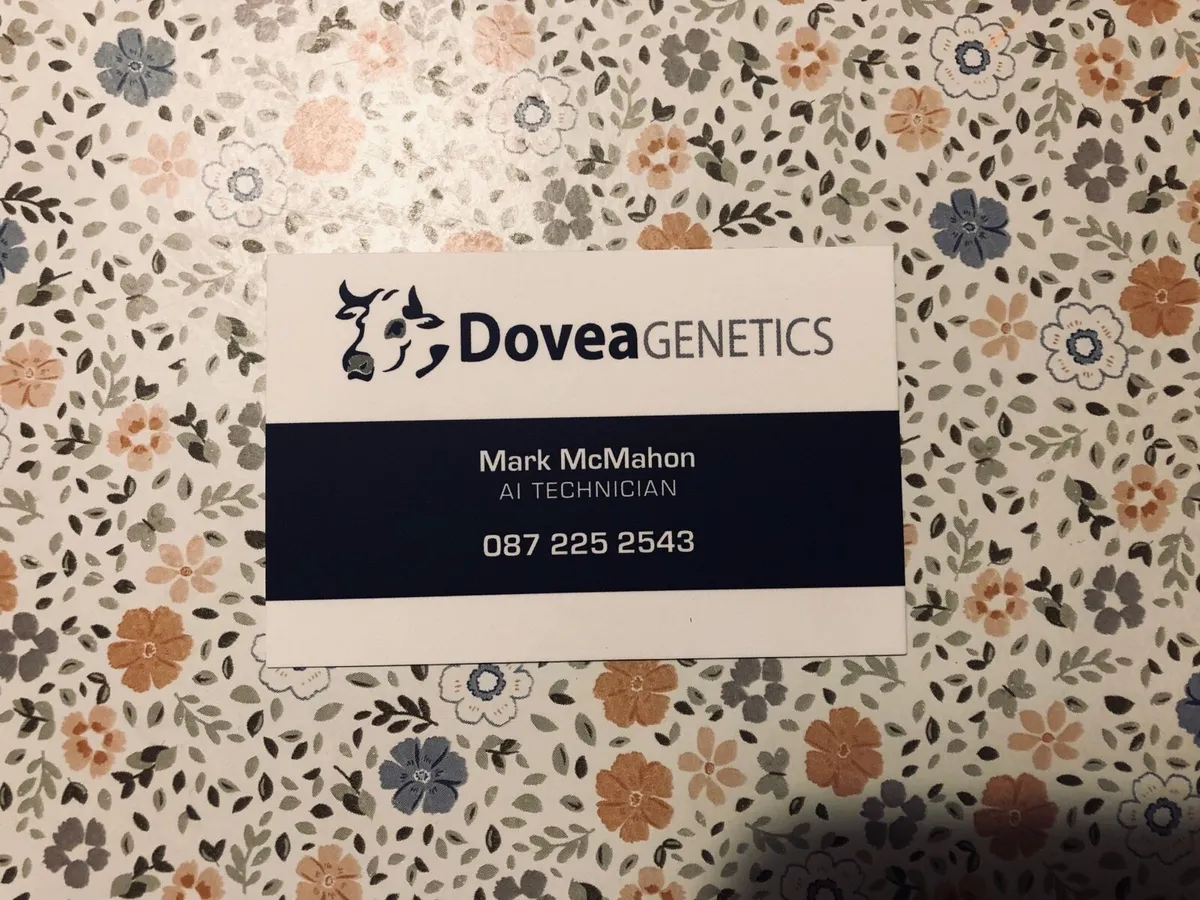 DoveaGENETICS
Mark McMahon
AI TECHNICIAN
087 225 2543